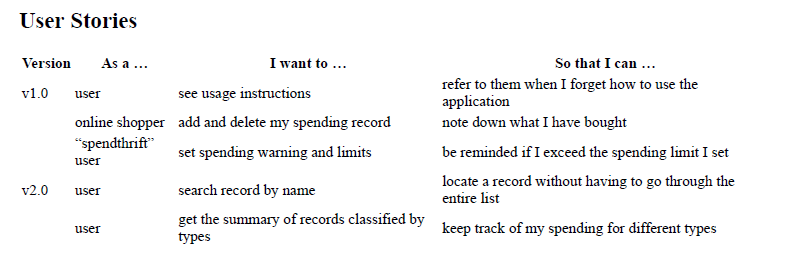 User Stories
Version As a … I want to … So that I can …
v1.0 user see usage instructions refer to them when I forget how to use the
application
online shopper add and delete my spending record note down what I have bought
“spendthrift”
user set spending warning and limits be reminded if I exceed the spending limit I set
v2.0 user search record by name locate a record without having to go through the
entire list
user get the summary of records classified by
types keep track of my spending for different types